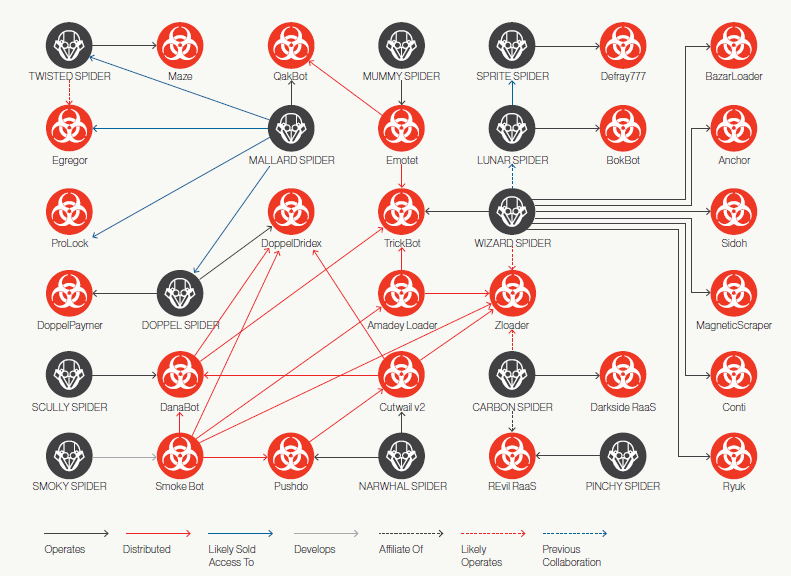 TWISTED SPIDER
Maze
QakBot
MUMMY SPIDER
SPRITE SPIDER
Defray777
BazarLoader
Egregor
MALLARD SPIDER
Emotet
LUNAR SPIDER
BokBot
Anchor
ProLock
DoppelDridex
TrickBot
WIZARD SPIDER
Sidoh
DoppelPaymer
DOPPEL SPIDER
Amadey Loader
Zloader
MagneticScraper
SCULLY SPIDER
DanaBot
Cutwail v2
CARBON SPIDER
Darkside RaaS
Conti
SMOKY SPIDER
Smoke Bot
Pushdo
NARWHAL SPIDER
REvil RaaS
PINCHY SPIDER
Ryuk
Operates
Distributed
Likely Sold
Access To
Develops
Affiliate Of
Likely
Operates
Previous
Collaboration